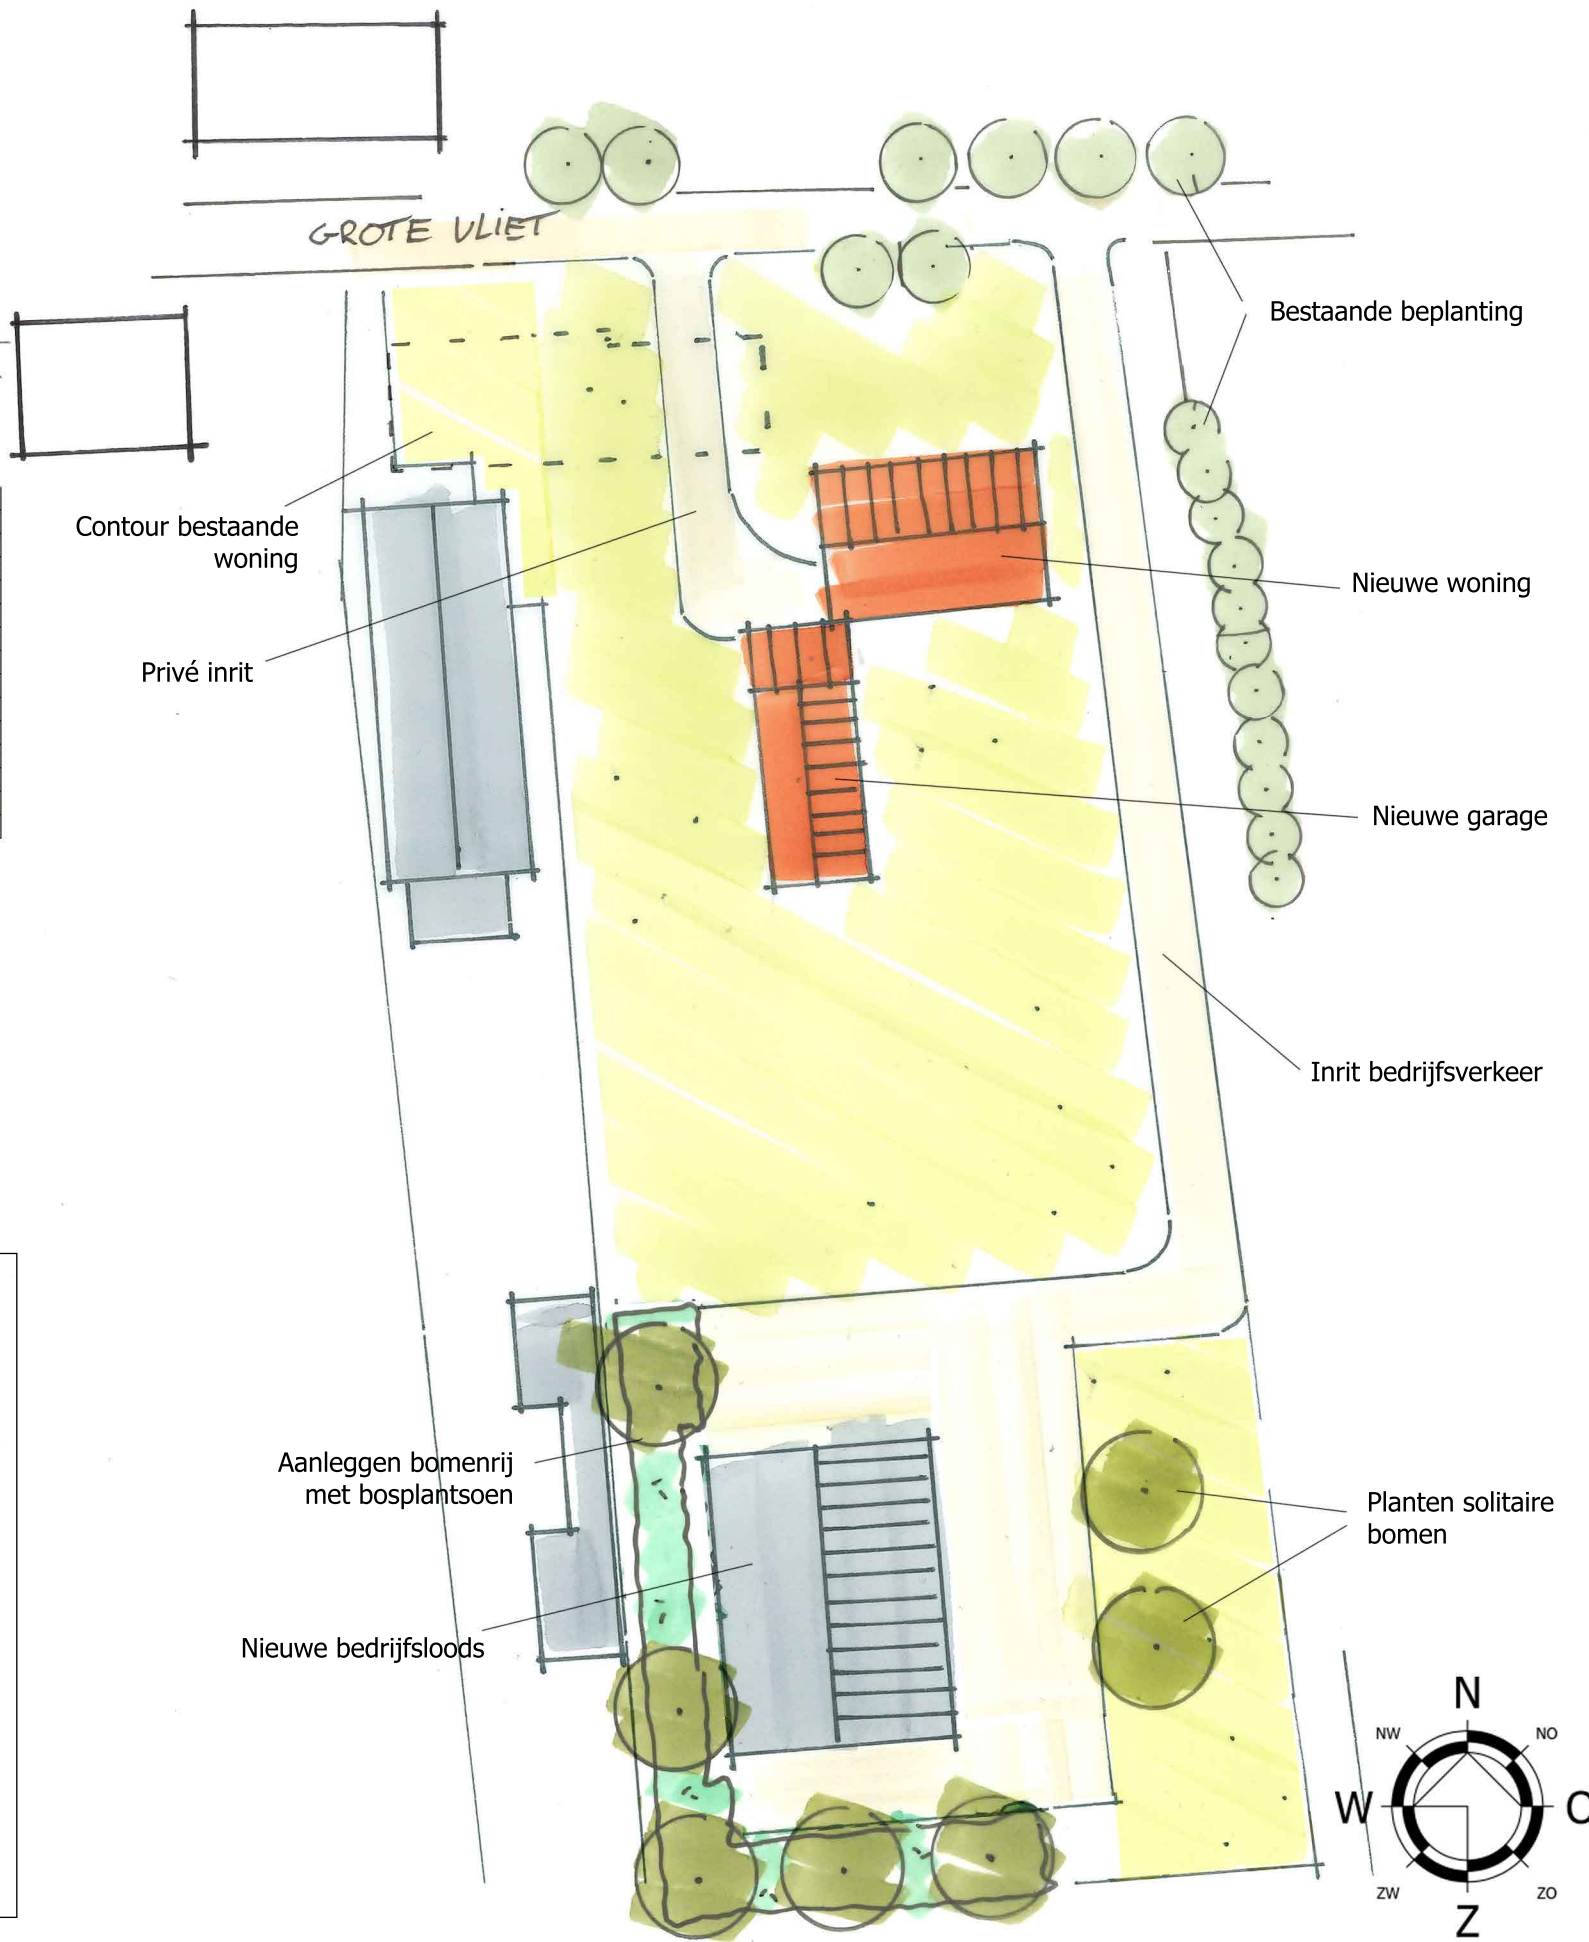 GROTE VLIET
Bestaande beplanting
Contour bestaande
woning
Nieuwe woning
Privé inrit
Nieuwe garage
Inrit bedrijfsverkeer
Aanleggen bomenrij
met bosplantsoen
Planten solitaire
bomen
Nieuwe bedrijfsloods
N
NW
NO
W
O
ZW
ZO
Z